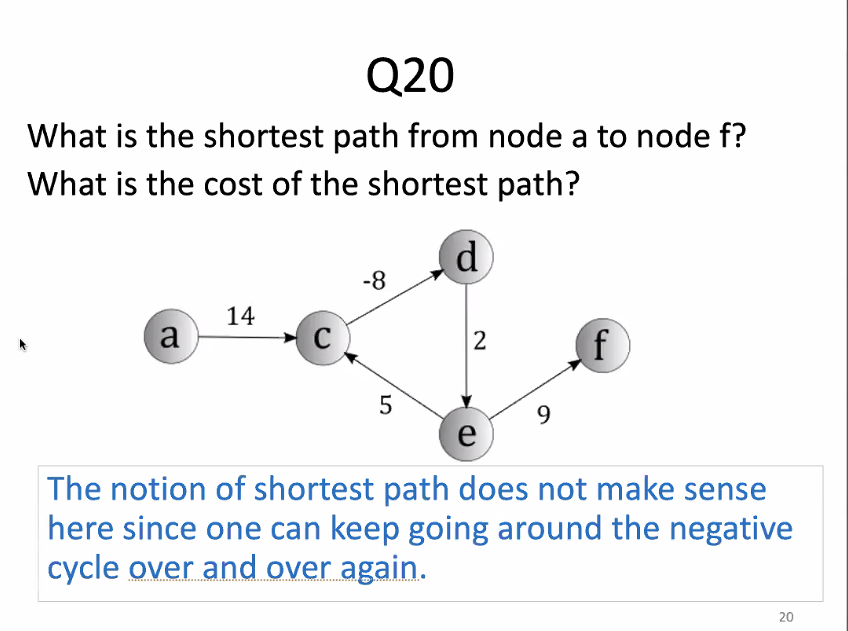 Q20
What is the shortest path from node a to node f?
What is the cost of the shortest path?
d
-8
14
a
c
2
f
5
9
e
The notion of shortest path does not make sense
here since one can keep going around the negative
cycle over and over again.
20